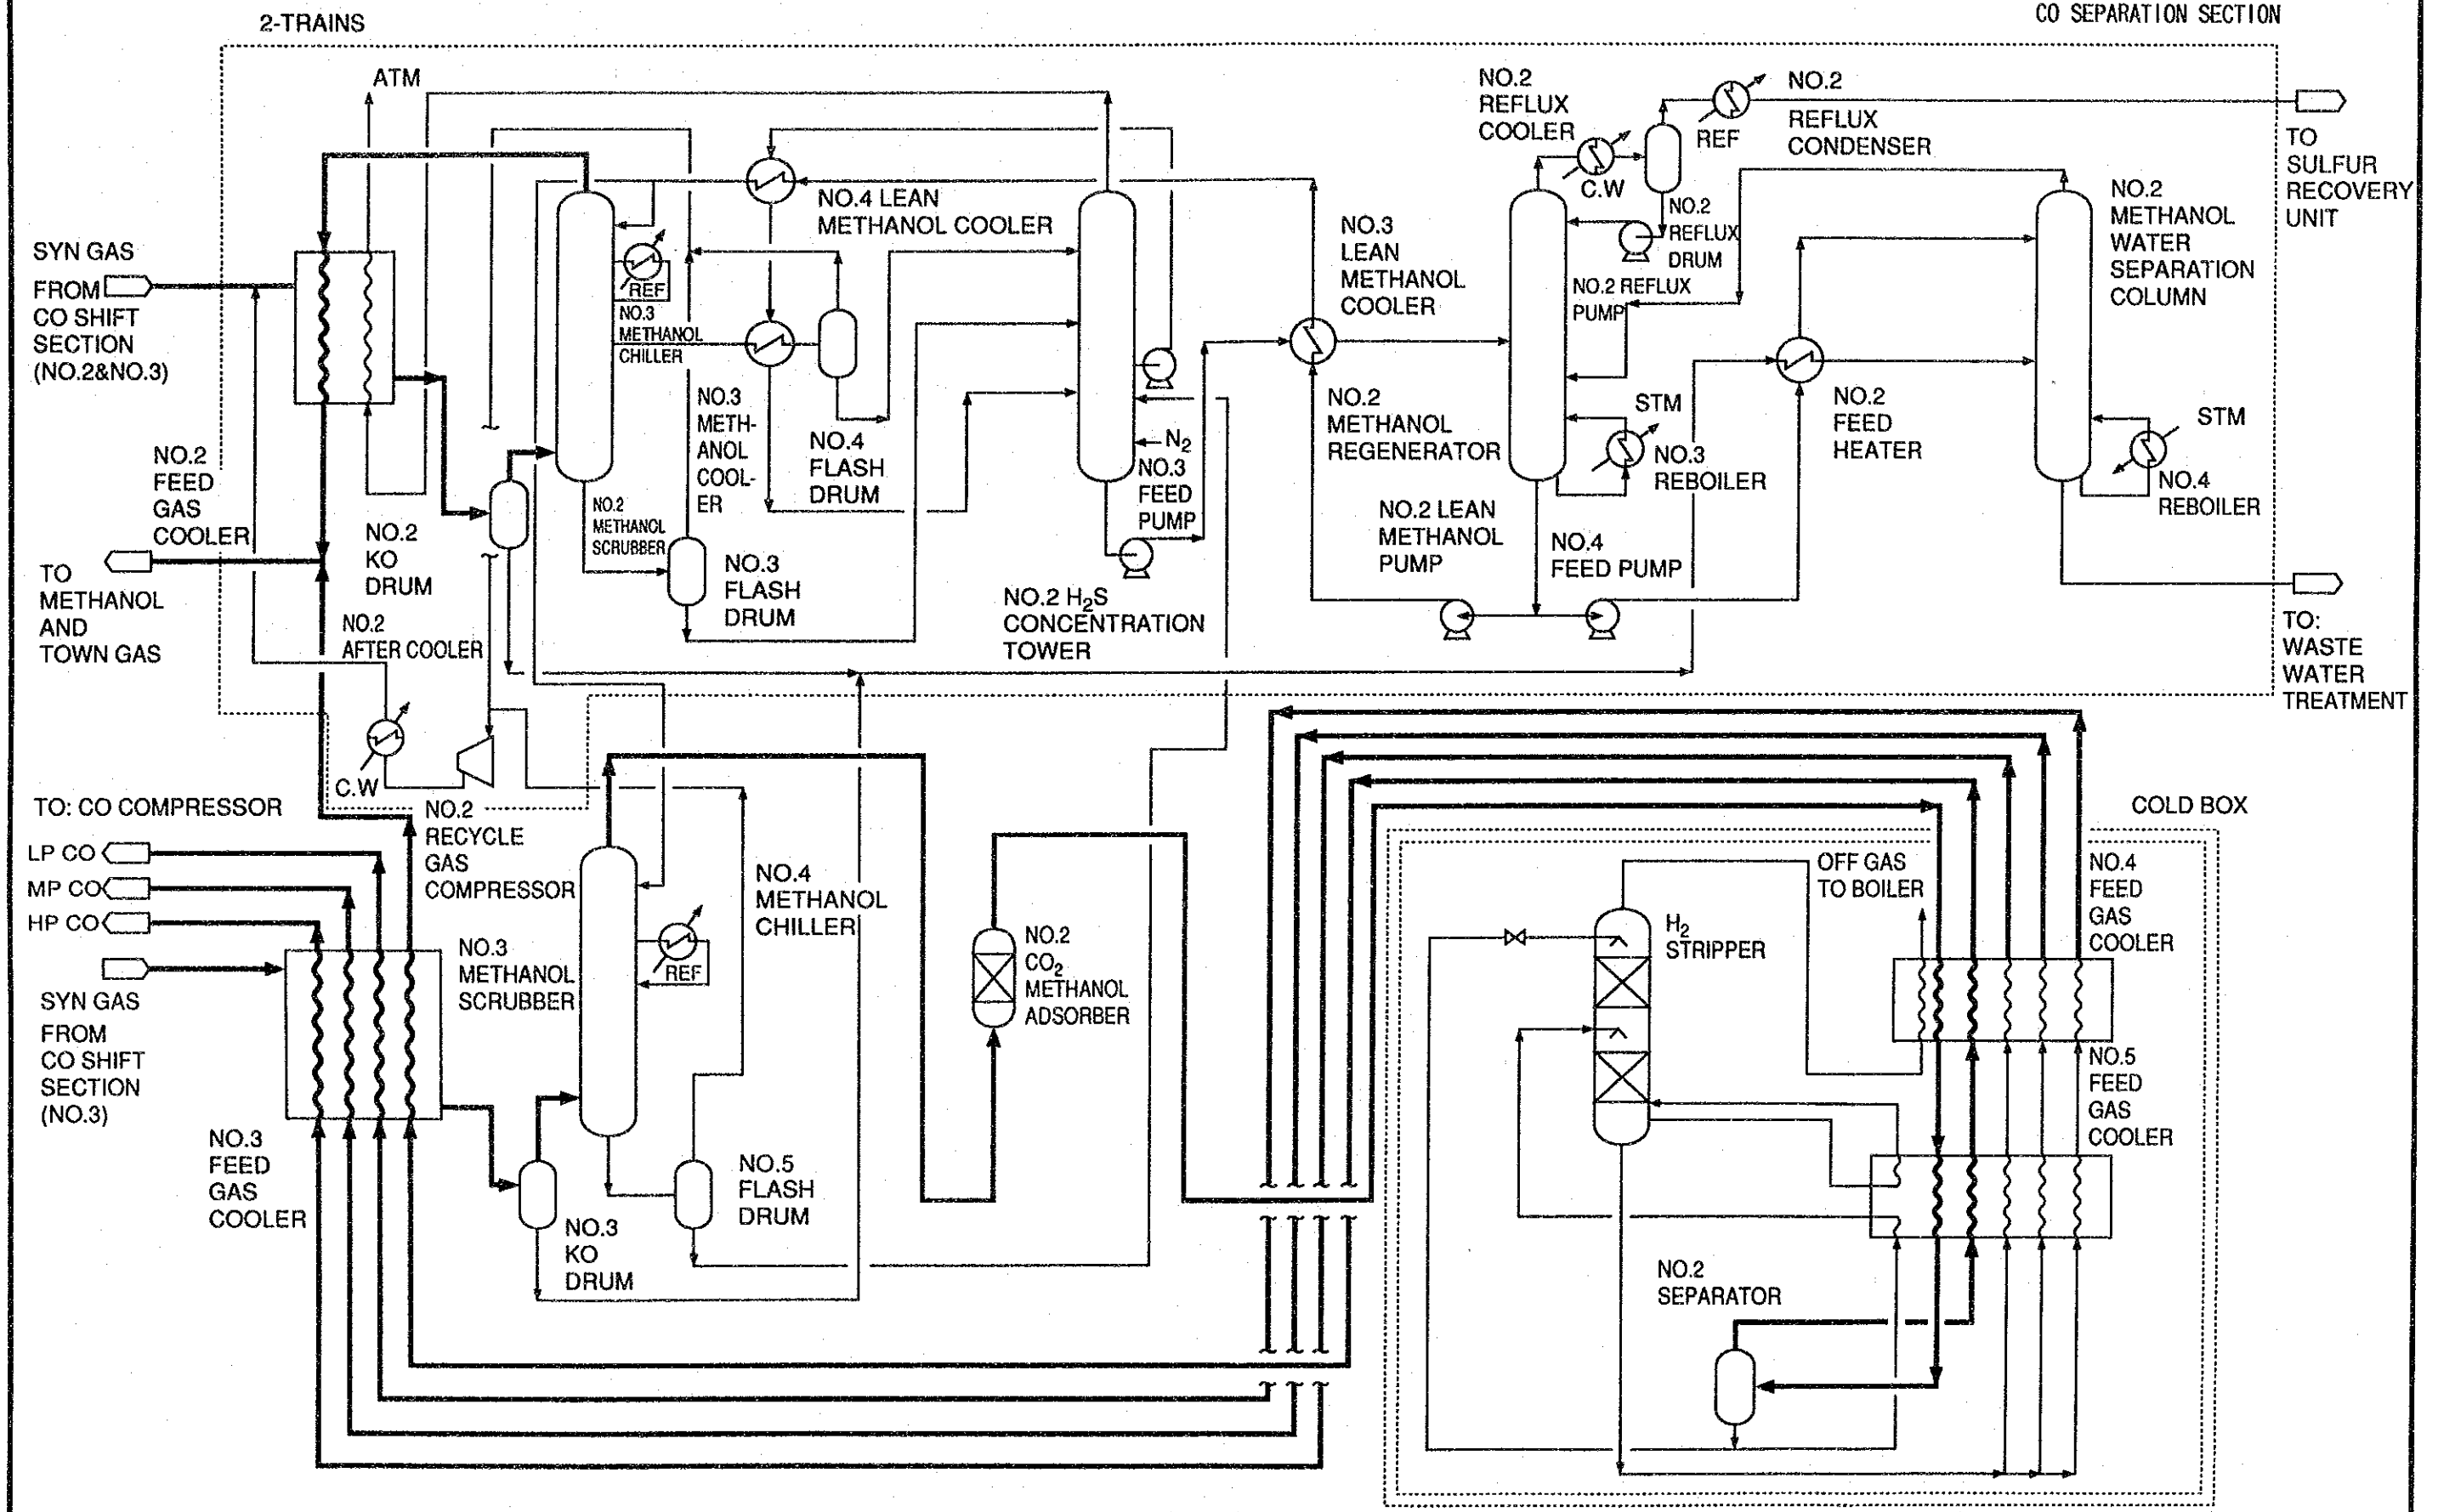 CO SEPARATION SECTION
2-TRAINS
ATM
NO.2
REFLUX
COOLER
NO.2
REFLUX
CONDENSER
REF
TO
SULFUR
RECOVERY
UNIT
C.W
NO.2
REFLUX
DRUM
NO.2 REFLUX
PUMP
NO.2
METHANOL
WATER
SEPARATION
COLUMN
NO.4 LEAN
METHANOL COOLER
NO.3
LEAN
METHANOL
COOLER
SYN GAS
FROM
CO SHIFT
SECTION
(NO.2&NO.3)
REF
NO.3
METHANOL
CHILLER
NO.3
METH-
ANOL
COOL-
ER
NO.4
FLASH
DRUM
N2
NO.3
FEED
PUMP
NO.2
METHANOL
REGENERATOR
STM
NO.3
REBOILER
NO.2
FEED
HEATER
STM
NO.4
REBOILER
NO.2
FEED
GAS
COOLER
NO.2
KO
DRUM
NO.2
METHANOL
SCRUBBER
NO.3
FLASH
DRUM
NO.2 H2S
CONCENTRATION
TOWER
NO.2 LEAN
METHANOL
PUMP
NO.4
FEED PUMP
TO
METHANOL
AND
TOWN GAS
NO.2
AFTER COOLER
TO:
WASTE
WATER
TREATMENT
C.W
TO: CO COMPRESSOR
LP CO
MP CO
HP CO
NO.2
RECYCLE
GAS
COMPRESSOR
NO.4
METHANOL
CHILLER
COLD BOX
OFF GAS
TO BOILER
NO.4
FEED
GAS
COOLER
H2
STRIPPER
NO.3
METHANOL
SCRUBBER
REF
NO.2
CO2
METHANOL
ADSORBER
SYN GAS
FROM
CO SHIFT
SECTION
(NO.3)
NO.5
FEED
GAS
COOLER
NO.3
FEED
GAS
COOLER
NO.5
FLASH
DRUM
NO.3
KO
DRUM
NO.2
SEPARATOR